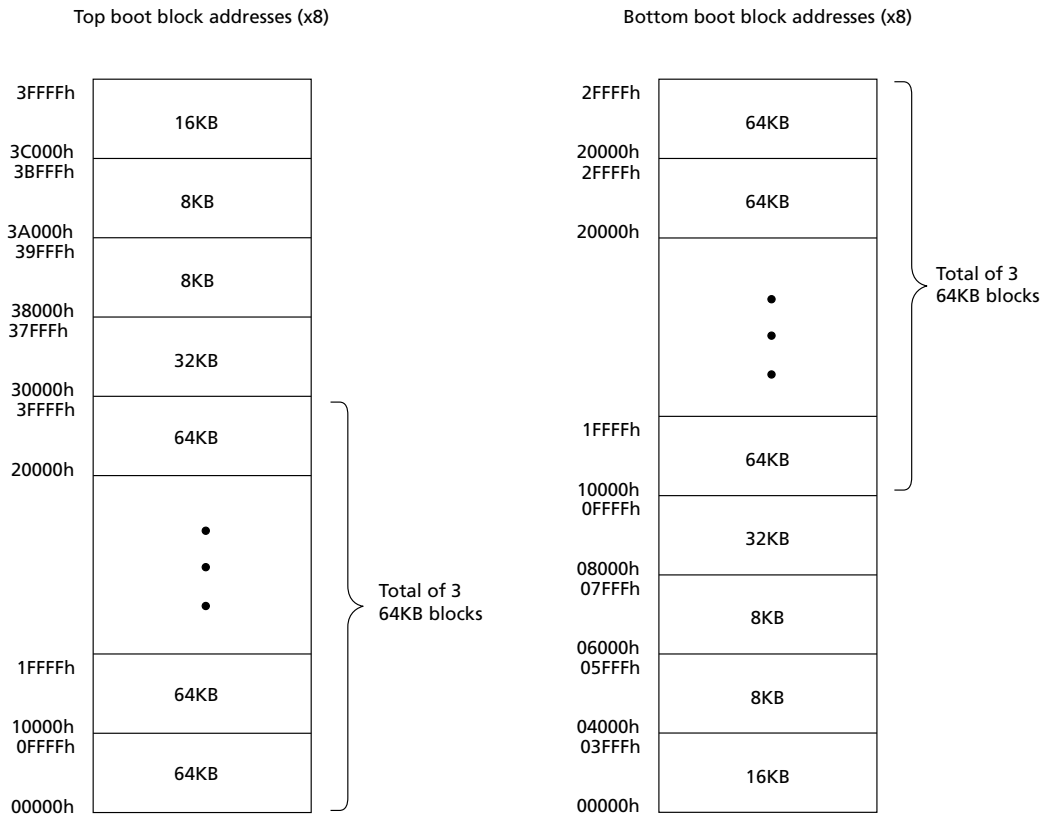 Top boot block addresses (x8)
3FFFFh
16KB
3C000h
3BFFFh
8KB
3A000h
39FFFh
8KB
38000h
37FFFh
32KB
30000h
3FFFFh
64KB
20000h
Total of 3
64KB blocks
1FFFFh
64KB
10000h
0FFFFh
64KB
00000h
Bottom boot block addresses (x8)
2FFFFh
64KB
20000h
2FFFFh
64KB
20000h
Total of 3
64KB blocks
1FFFFh
64KB
10000h
0FFFFh
32KB
08000h
07FFFh
8KB
06000h
05FFFh
8KB
04000h
03FFFh
16KB
00000h